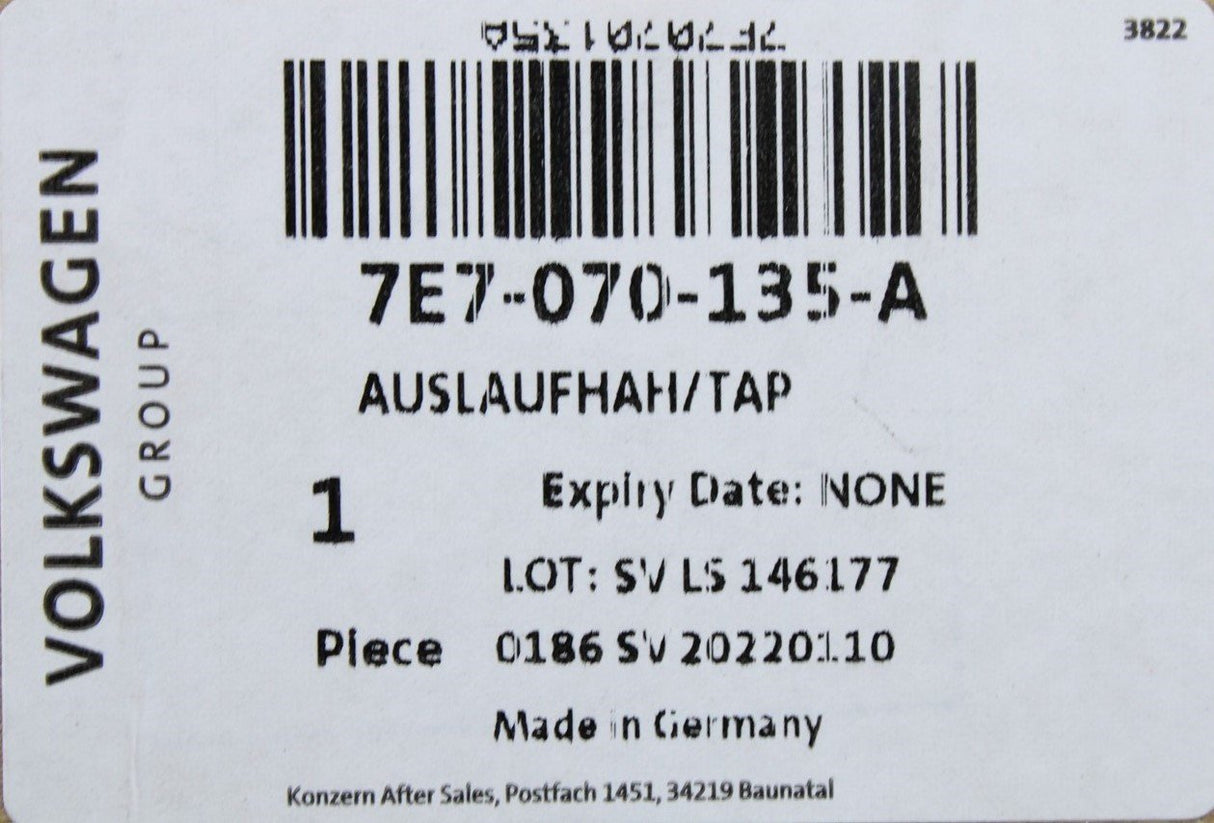 3822
7E7070135A
VOLKSWAGEN
GROUP
7E7-070-135-A
AUSLAUFHAH/TAP
1
Expiry Date: NONE
LOT: SV LS 146177
Piece
0186 SV 20220110
Made in Germany
Konzern After Sales, Postfach 1451, 34219 Baunatal